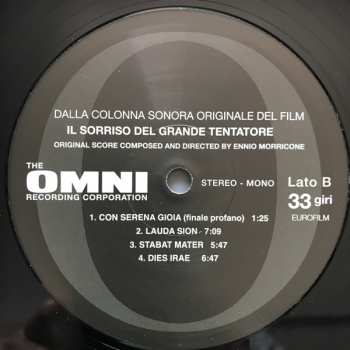 DALLA COLONNA SONORA ORIGINALE DEL FILM
IL SORRISO DEL GRANDE TENTATORE
ORIGINAL SCORE COMPOSED AND DIRECTED BY ENNIO MORRICONE
THE
OMNI
RECORDING CORPORATION
STEREO - MONO
Lato B
33 giri
EUROFILM
1. CON SERENA GIOIA (finale profano) 1:25
2. LAUDA SION - 7:09
3. STABAT MATER 5:47
4. DIES IRAE 6:47